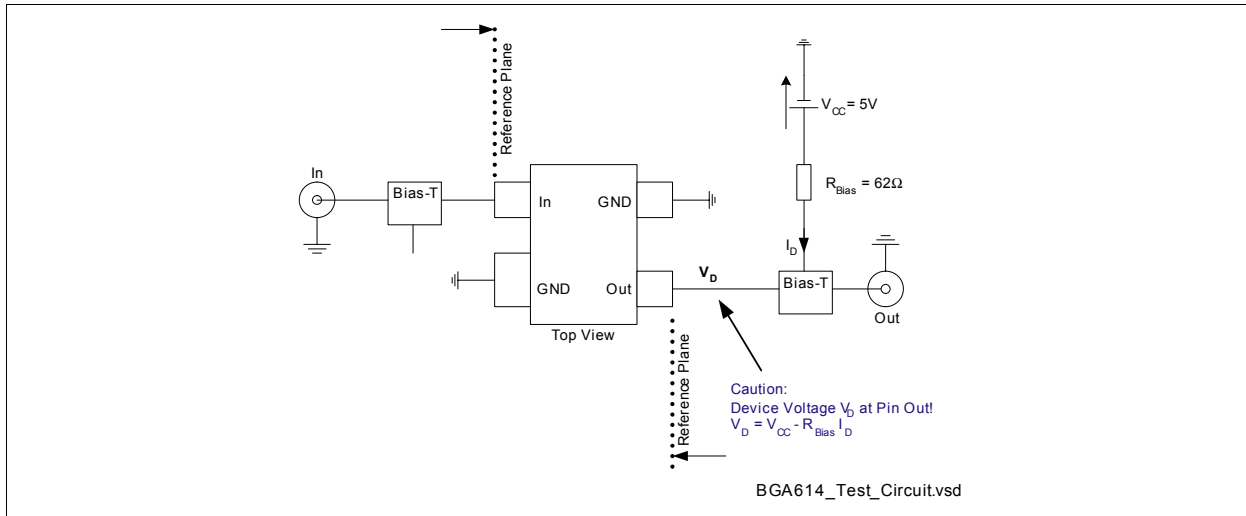 Reference Plane
V_CC = 5V
In
Bias-T
R_Bias = 62Ω
In
GND
I_D
GND
Out
V_D
Bias-T
Out
Top View
Reference Plane
Caution:
Device Voltage V_D at Pin Out!
V_D = V_CC - R_Bias I_D
BGA614_Test_Circuit.vsd